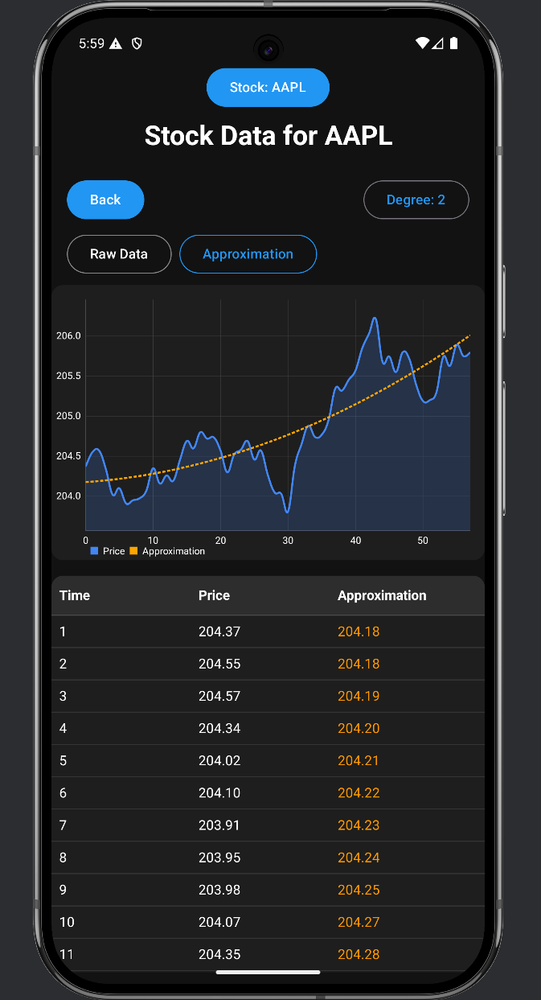 5:59
Stock: AAPL
Stock Data for AAPL
Back
Degree: 2
Raw Data
Approximation
206.0
205.5
205.0
204.5
204.0
0 10 20 30 40 50
Price Approximation
Time Price Approximation
1 204.37 204.18
2 204.55 204.18
3 204.57 204.19
4 204.34 204.20
5 204.02 204.21
6 204.10 204.22
7 203.91 204.23
8 203.95 204.24
9 203.98 204.25
10 204.07 204.27
11 204.35 204.28